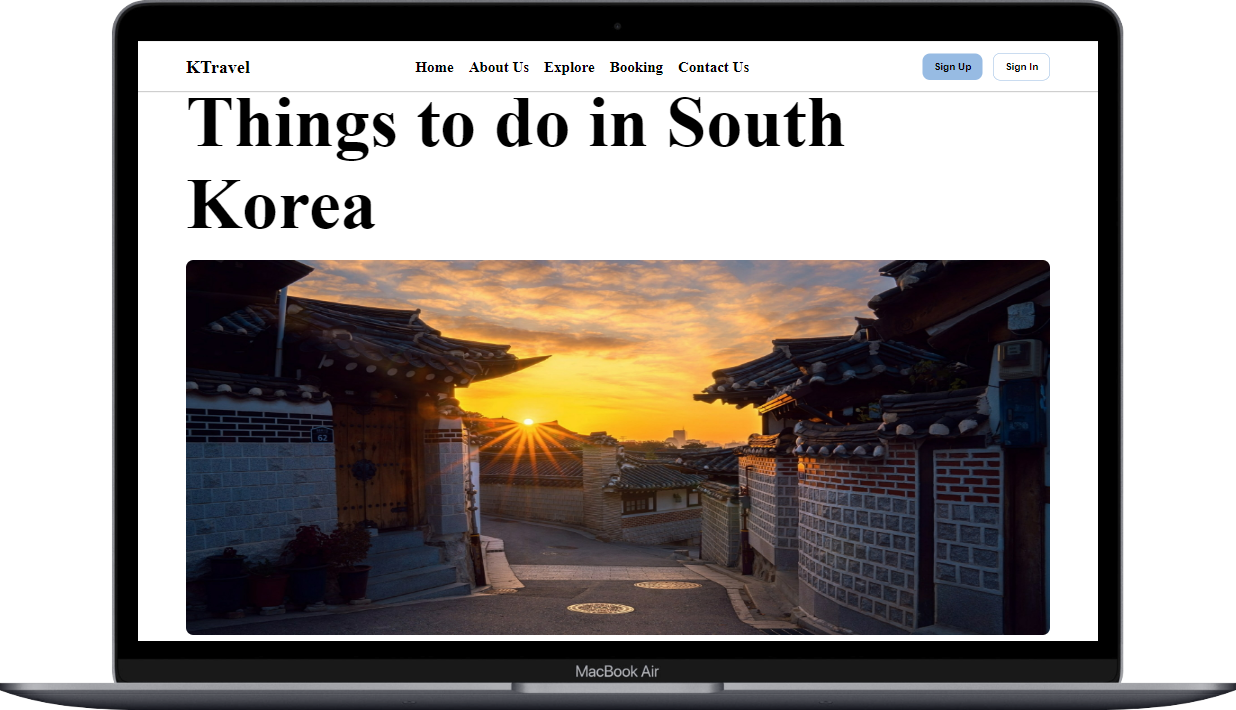 KTravel
Home About Us Explore Booking Contact Us
Sign Up Sign In
Things to do in South
Korea
62
MacBook Air